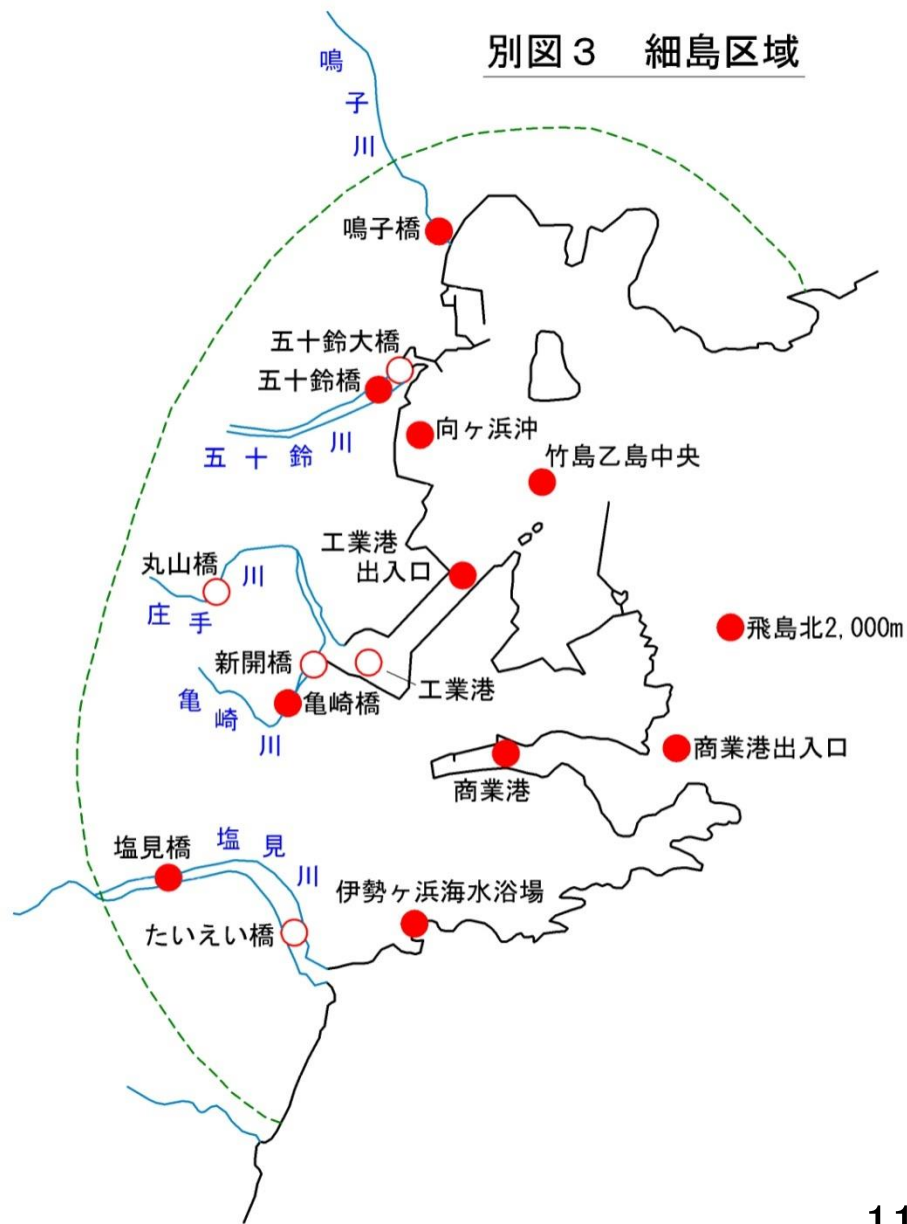 別図3 細島区域
鳴子川
鳴子橋
五十鈴大橋
五十鈴橋
五十鈴川
向ヶ浜沖
竹島乙島中央
工業港
出入口
丸山橋
庄手川
飛島北2,000m
新開橋
工業港
亀崎橋
亀崎川
商業港出入口
商業港
塩見橋
塩見川
伊勢ヶ浜海水浴場
たいえい橋
11